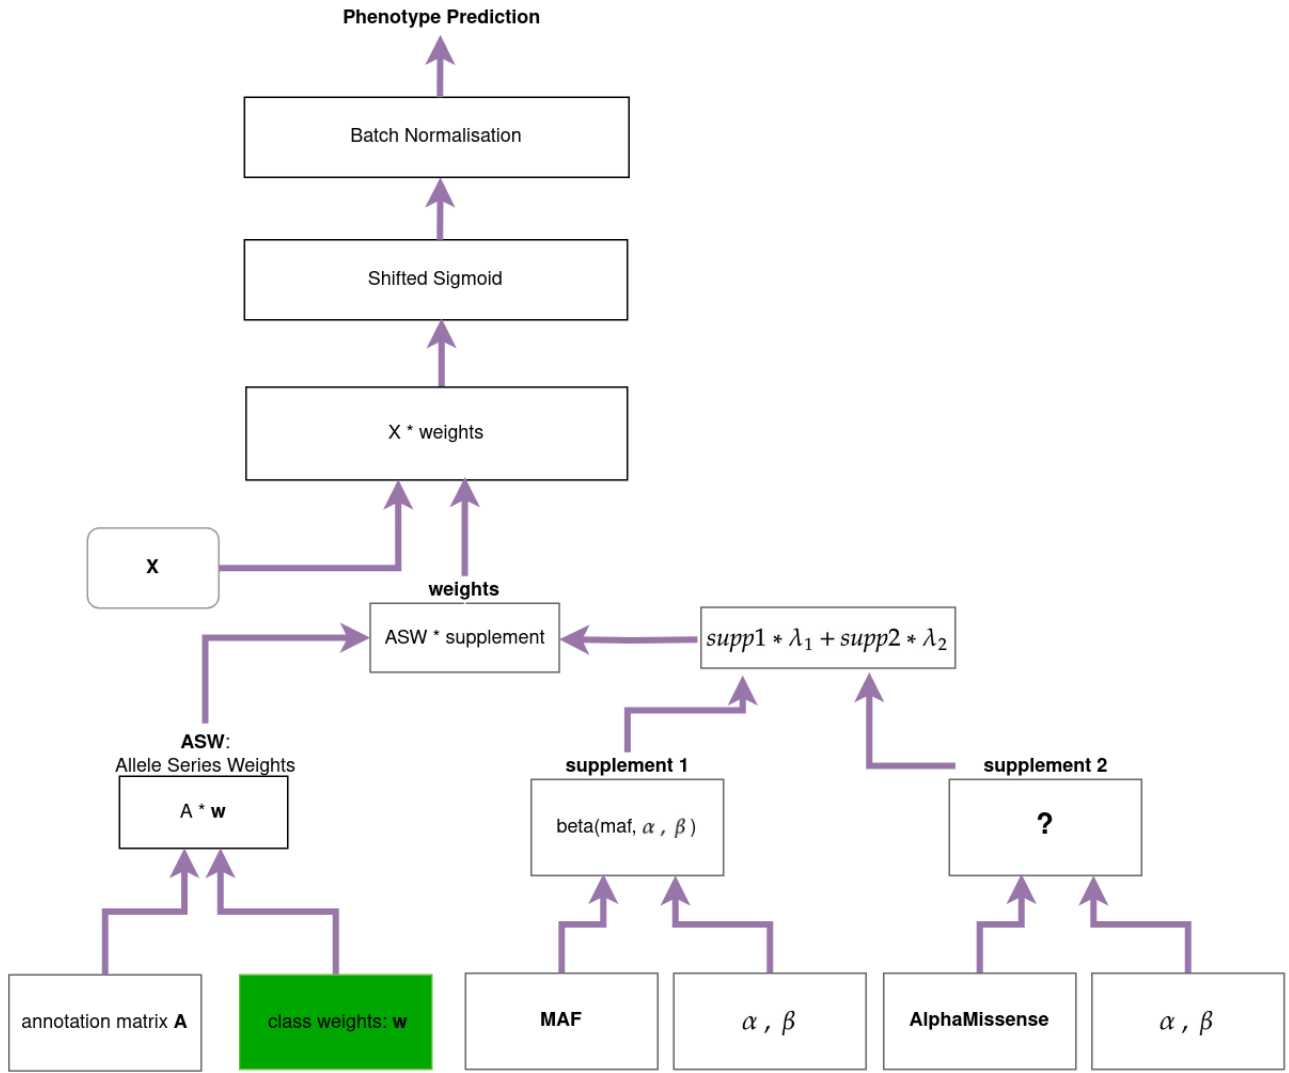 Phenotype Prediction
Batch Normalisation
Shifted Sigmoid
X * weights
X
weights
ASW * supplement
supp1 ∗ λ₁ + supp2 ∗ λ₂
ASW:
Allele Series Weights
A * w
supplement 1
beta(maf, α , β )
supplement 2
?
annotation matrix A
class weights: w
MAF
α , β
AlphaMissense
α , β